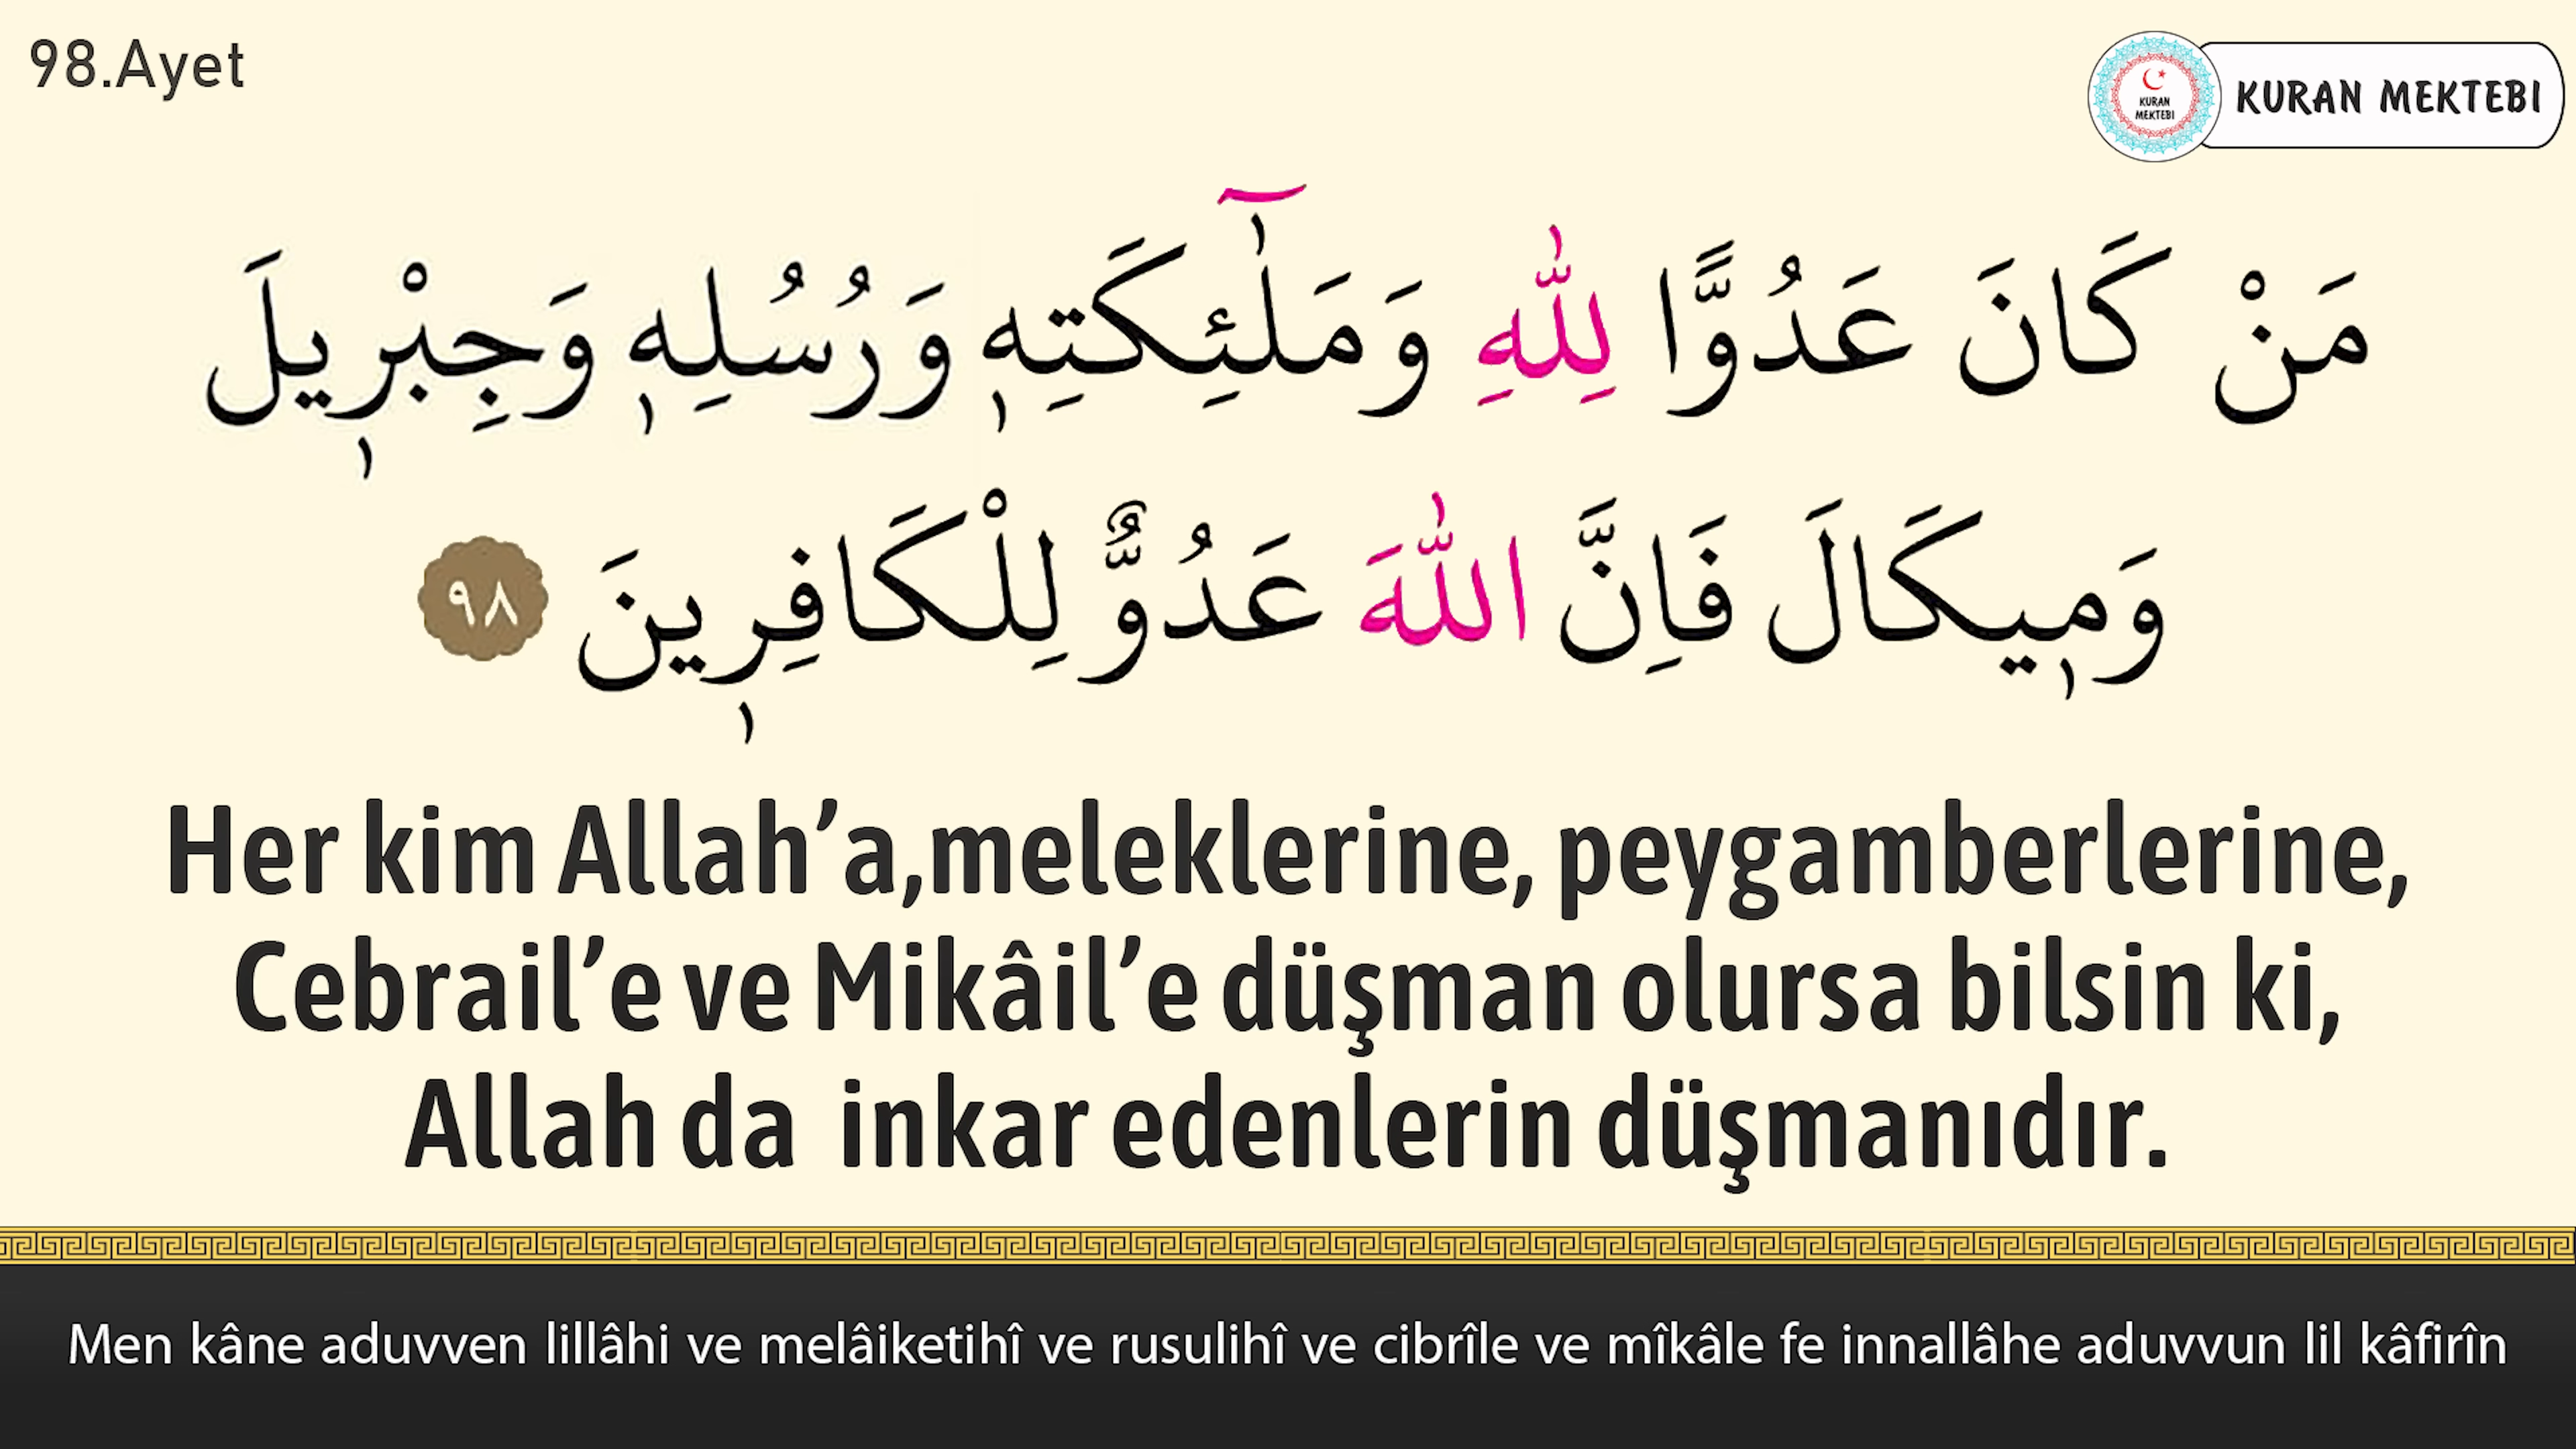 98.Ayet
KURAN
MEKTEBI
KURAN MEKTEBI
مَنْ كَانَ عَدُوًّا لِلّٰهِ وَمَلٰٓئِكَتِهٖ وَرُسُلِهٖ وَجِبْرٖيلَ
وَمٖيكَالَ فَاِنَّ اللّٰهَ عَدُوٌّ لِلْكَافِرٖينَ ٩٨
Her kim Allah’a,meleklerine, peygamberlerine,
Cebrail’e ve Mikâil’e düşman olursa bilsin ki,
Allah da  inkar edenlerin düşmanıdır.
Men kâne aduvven lillâhi ve melâiketihî ve rusulihî ve cibrîle ve mîkâle fe innallâhe aduvvun lil kâfirîn